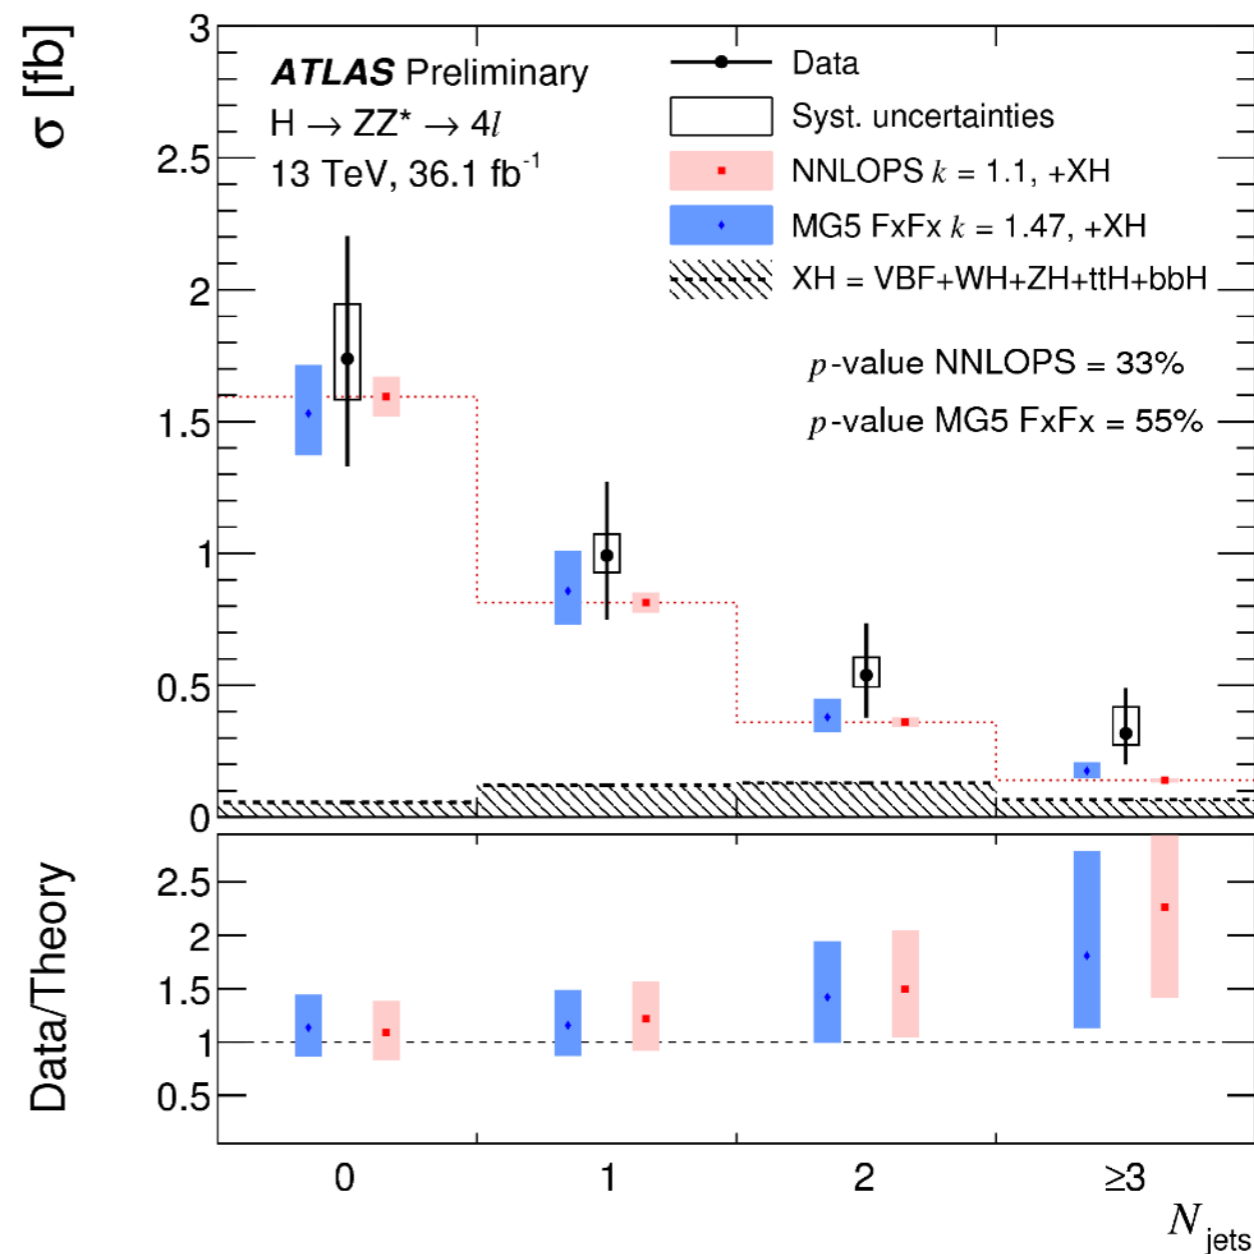 σ [fb]
3
2.5
2
1.5
1
0.5
0
ATLAS Preliminary
H → ZZ* → 4l
13 TeV, 36.1 fb⁻¹
Data
Syst. uncertainties
NNLOPS k = 1.1, +XH
MG5 FxFx k = 1.47, +XH
XH = VBF+WH+ZH+ttH+bbH
p-value NNLOPS = 33%
p-value MG5 FxFx = 55%
Data/Theory
2.5
2
1.5
1
0.5
0 1 2 ≥3
N_jets